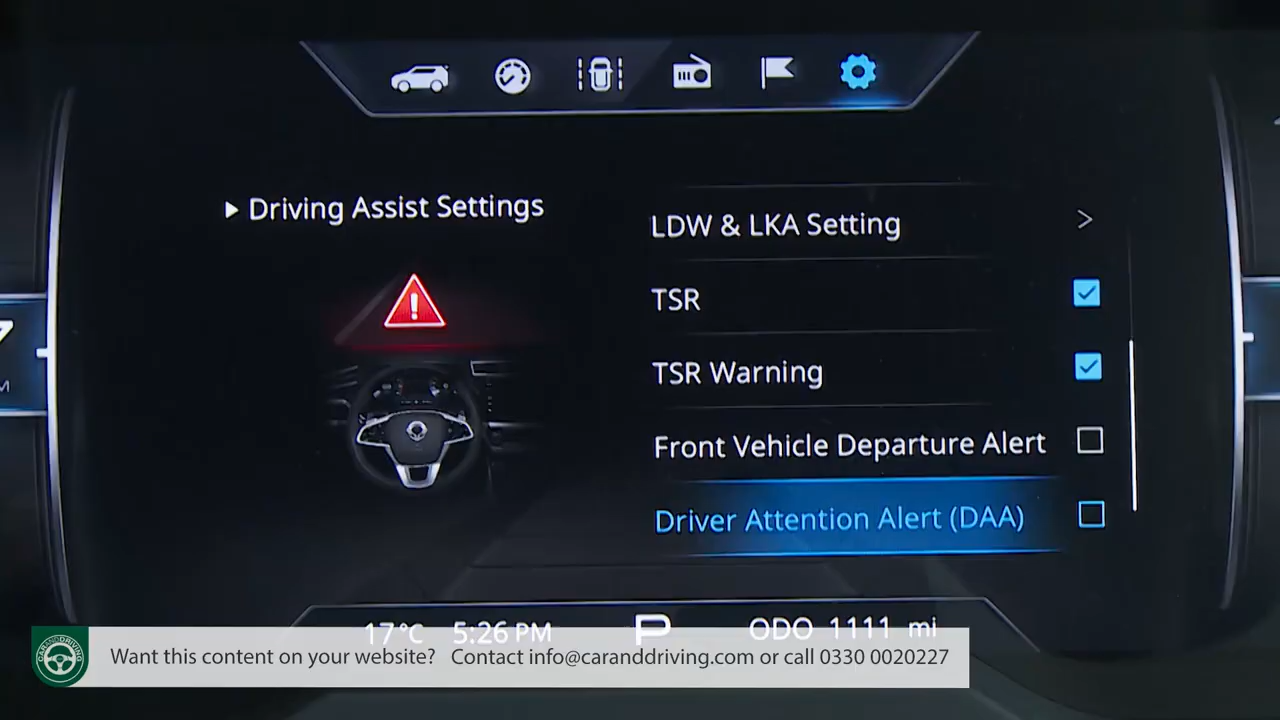 Driving Assist Settings
LDW & LKA Setting
TSR
TSR Warning
Front Vehicle Departure Alert
Driver Attention Alert (DAA)
17°C 5:26 PM P ODO 1111 mi
CARANDDRIVING
Want this content on your website? Contact info@caranddriving.com or call 0330 0020227